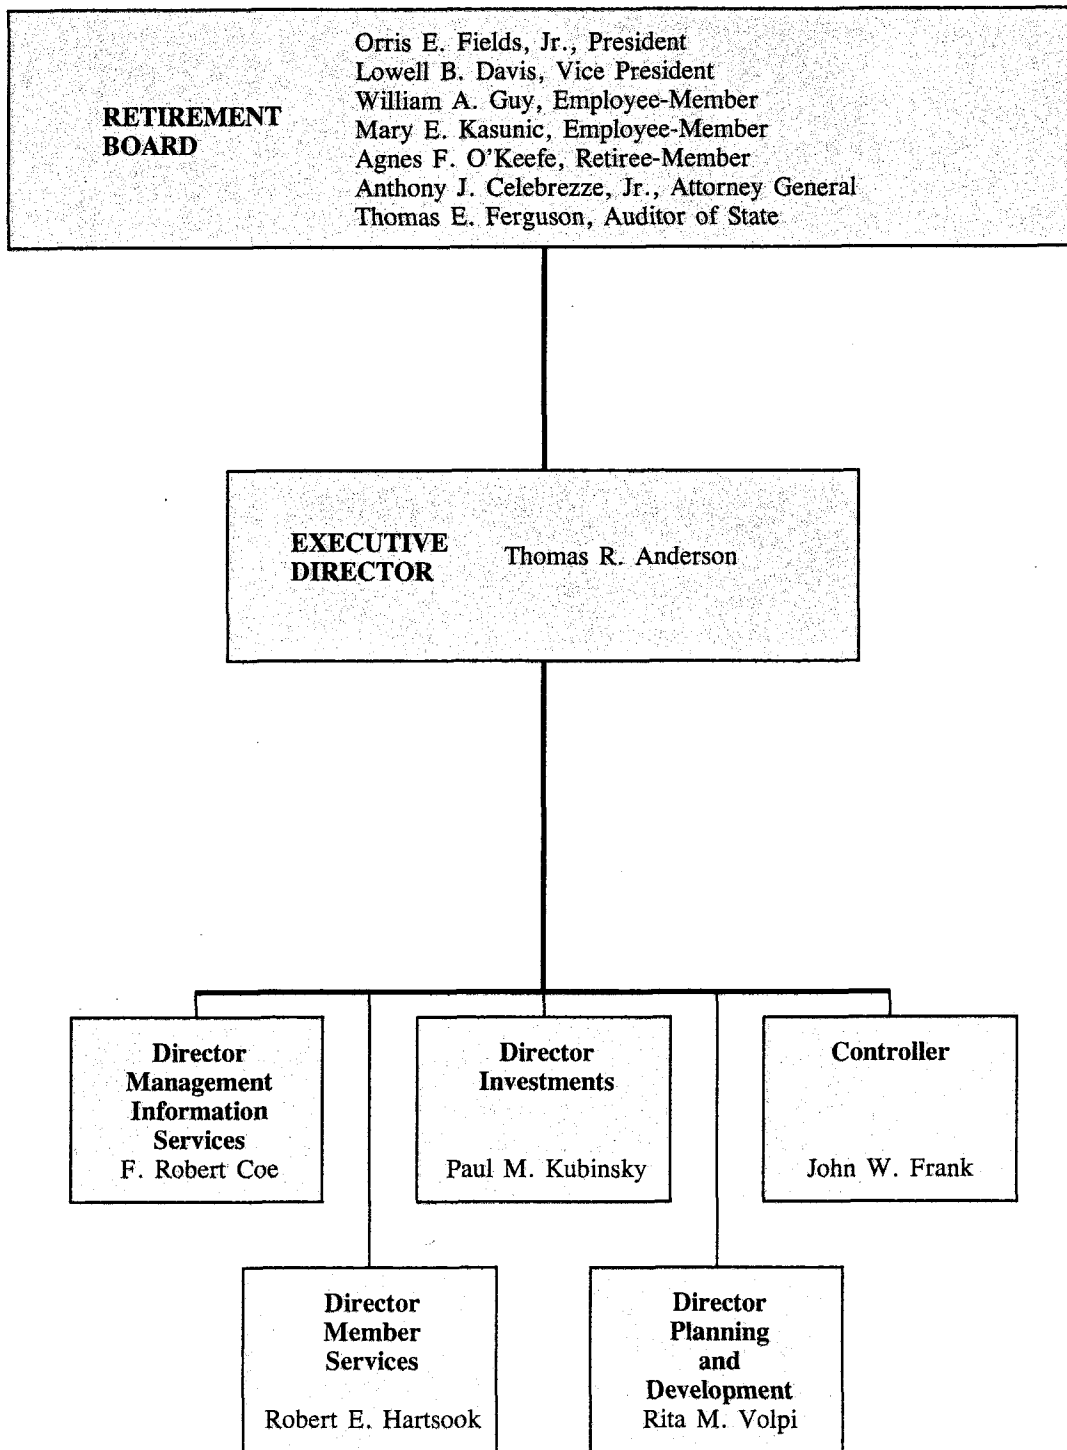 RETIREMENT
BOARD
Orris E. Fields, Jr., President
Lowell B. Davis, Vice President
William A. Guy, Employee-Member
Mary E. Kasunic, Employee-Member
Agnes F. O'Keefe, Retiree-Member
Anthony J. Celebrezze, Jr., Attorney General
Thomas E. Ferguson, Auditor of State
EXECUTIVE
DIRECTOR
Thomas R. Anderson
Director
Management
Information
Services
F. Robert Coe
Director
Investments
Paul M. Kubinsky
Controller
John W. Frank
Director
Member
Services
Robert E. Hartsook
Director
Planning
and
Development
Rita M. Volpi